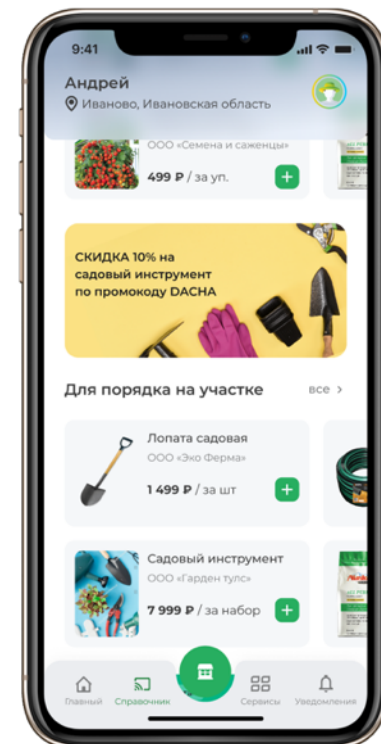 9:41
Андрей
Иваново, Ивановская область
ООО «Семена и саженцы»
499 ₽ / за уп.
СКИДКА 10% на
садовый инструмент
по промокоду DACHA
Для порядка на участке
все >
Лопата садовая
ООО «Эко Ферма»
1 499 ₽ / за шт
Садовый инструмент
ООО «Гарден тулс»
7 999 ₽ / за набор
Главный Справочник Сервисы Уведомления